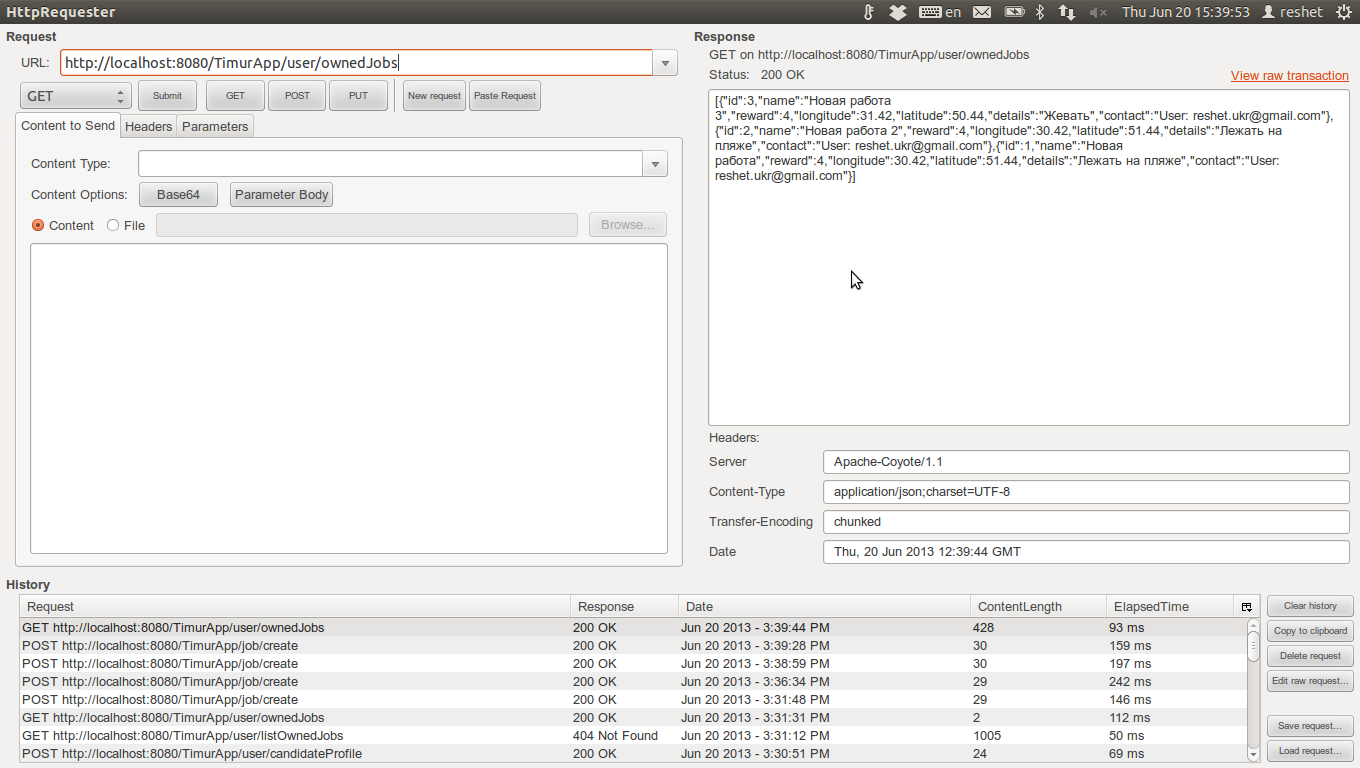 HttpRequester
en
Thu Jun 20 15:39:53
reshet
Request
URL:
http://localhost:8080/TimurApp/user/ownedJobs
GET
Submit
GET
POST
PUT
New request
Paste Request
Content to Send
Headers
Parameters
Content Type:
Content Options:
Base64
Parameter Body
Content
File
Browse...
Response
GET on http://localhost:8080/TimurApp/user/ownedJobs
Status: 200 OK
View raw transaction
[{"id":3,"name":"Новая работа
3","reward":4,"longitude":31.42,"latitude":50.44,"details":"Жевать","contact":"User: reshet.ukr@gmail.com"},
{"id":2,"name":"Новая работа 2","reward":4,"longitude":30.42,"latitude":51.44,"details":"Лежать на
пляже","contact":"User: reshet.ukr@gmail.com"},{"id":1,"name":"Новая
работа","reward":4,"longitude":30.42,"latitude":51.44,"details":"Лежать на пляже","contact":"User:
reshet.ukr@gmail.com"}]
Headers:
Server Apache-Coyote/1.1
Content-Type application/json;charset=UTF-8
Transfer-Encoding chunked
Date Thu, 20 Jun 2013 12:39:44 GMT
History
Request Response Date ContentLength ElapsedTime
GET http://localhost:8080/TimurApp/user/ownedJobs 200 OK Jun 20 2013 - 3:39:44 PM 428 93 ms
POST http://localhost:8080/TimurApp/job/create 200 OK Jun 20 2013 - 3:39:28 PM 30 159 ms
POST http://localhost:8080/TimurApp/job/create 200 OK Jun 20 2013 - 3:38:59 PM 30 197 ms
POST http://localhost:8080/TimurApp/job/create 200 OK Jun 20 2013 - 3:36:34 PM 29 242 ms
POST http://localhost:8080/TimurApp/job/create 200 OK Jun 20 2013 - 3:31:48 PM 29 146 ms
GET http://localhost:8080/TimurApp/user/ownedJobs 200 OK Jun 20 2013 - 3:31:31 PM 2 112 ms
GET http://localhost:8080/TimurApp/user/listOwnedJobs 404 Not Found Jun 20 2013 - 3:31:12 PM 1005 50 ms
POST http://localhost:8080/TimurApp/user/candidateProfile 200 OK Jun 20 2013 - 3:30:51 PM 24 69 ms
Clear history
Copy to clipboard
Delete request
Edit raw request...
Save request...
Load request...